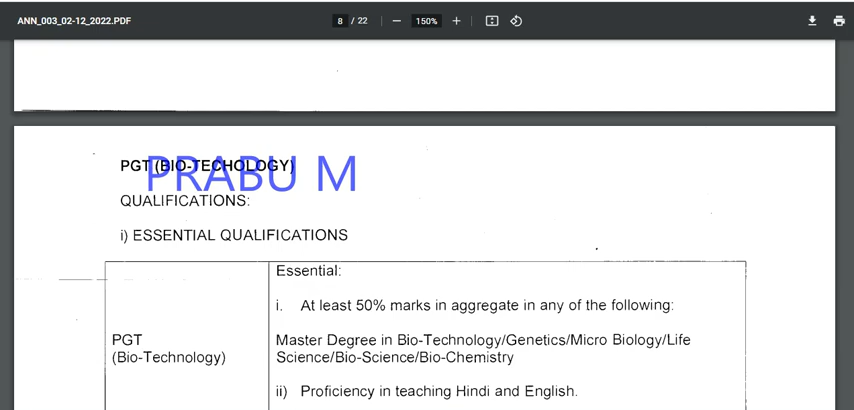 ANN_003_02-12_2022.PDF
8 / 22
150%
PGT (BIO-TECHOLOGY)
PRABU M
QUALIFICATIONS:
i) ESSENTIAL QUALIFICATIONS
Essential:
i. At least 50% marks in aggregate in any of the following:
PGT
(Bio-Technology)
Master Degree in Bio-Technology/Genetics/Micro Biology/Life
Science/Bio-Science/Bio-Chemistry
ii) Proficiency in teaching Hindi and English.